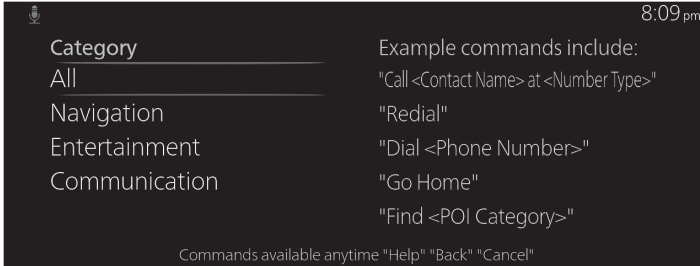 8:09 pm
Category
All
Navigation
Entertainment
Communication
Example commands include:
"Call <Contact Name> at <Number Type>"
"Redial"
"Dial <Phone Number>"
"Go Home"
"Find <POI Category>"
Commands available anytime "Help" "Back" "Cancel"